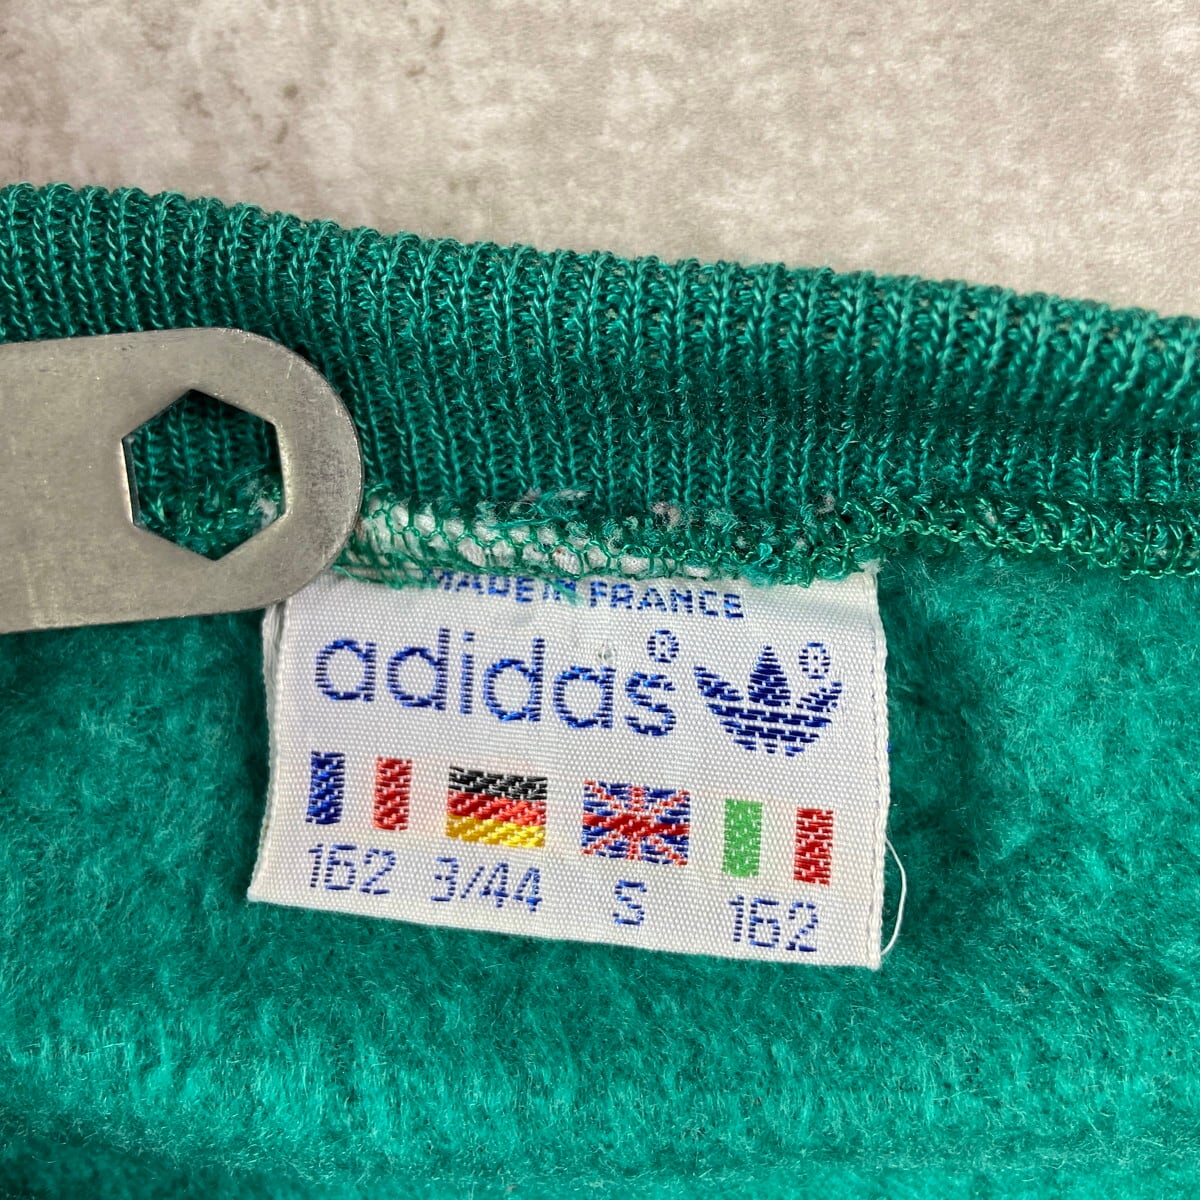 MADE IN FRANCE
adidas® ®
162 3/44 S 162